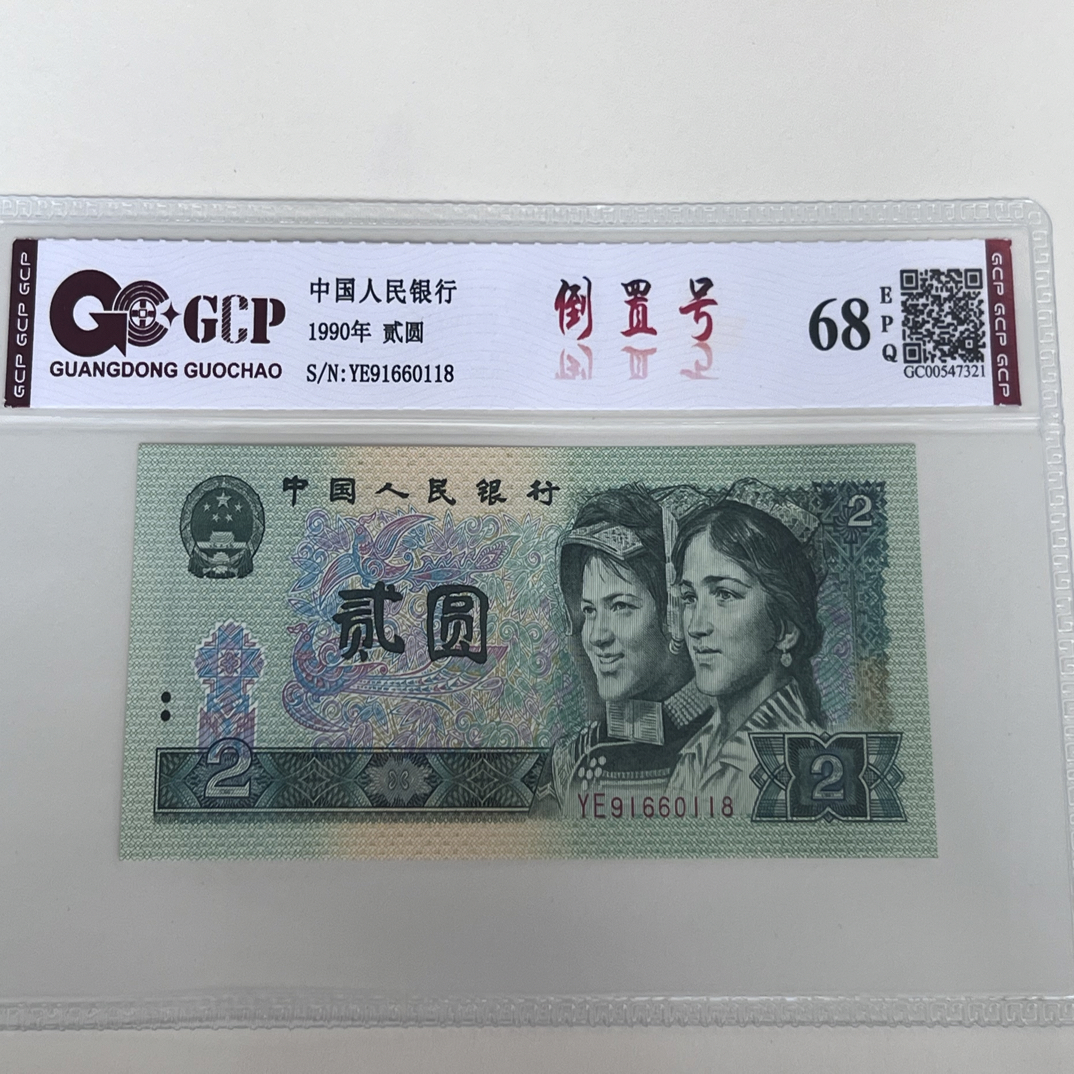 GCP GCP GCP
GCP
GUANGDONG GUOCHAO
中国人民银行
1990年 贰圆
S/N:YE91660118
倒置号
68
EPQ
GC00547321
GCP GCP GCP
中国人民银行
2
贰圆
2
YE91660118
2